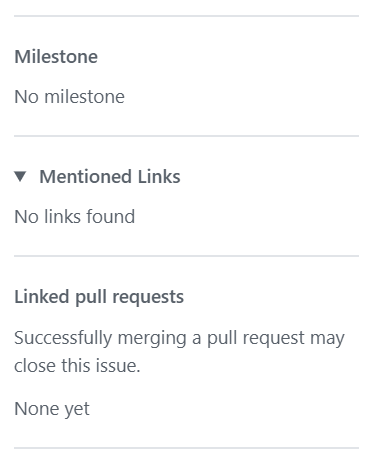 Milestone
No milestone
Mentioned Links
No links found
Linked pull requests
Successfully merging a pull request may
close this issue.
None yet